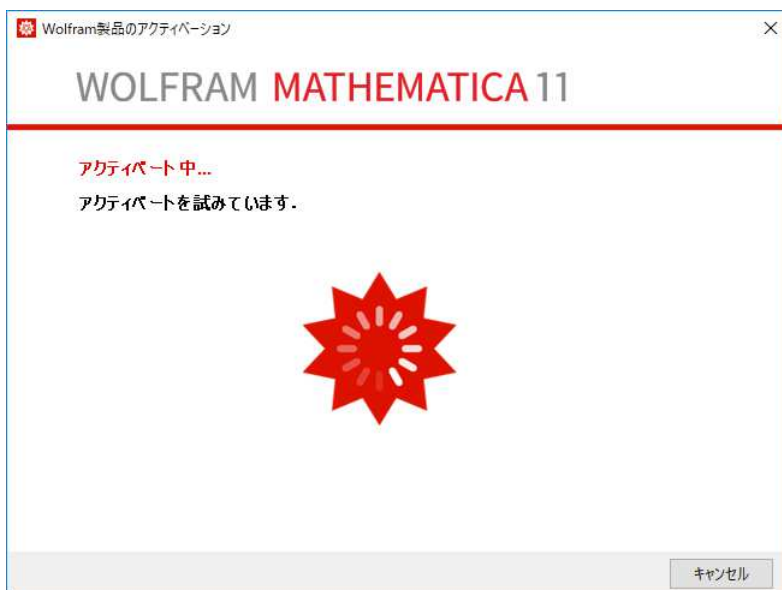 Wolfram製品のアクティベーション
WOLFRAM MATHEMATICA 11
アクティベート中...
アクティベートを試みています.
キャンセル